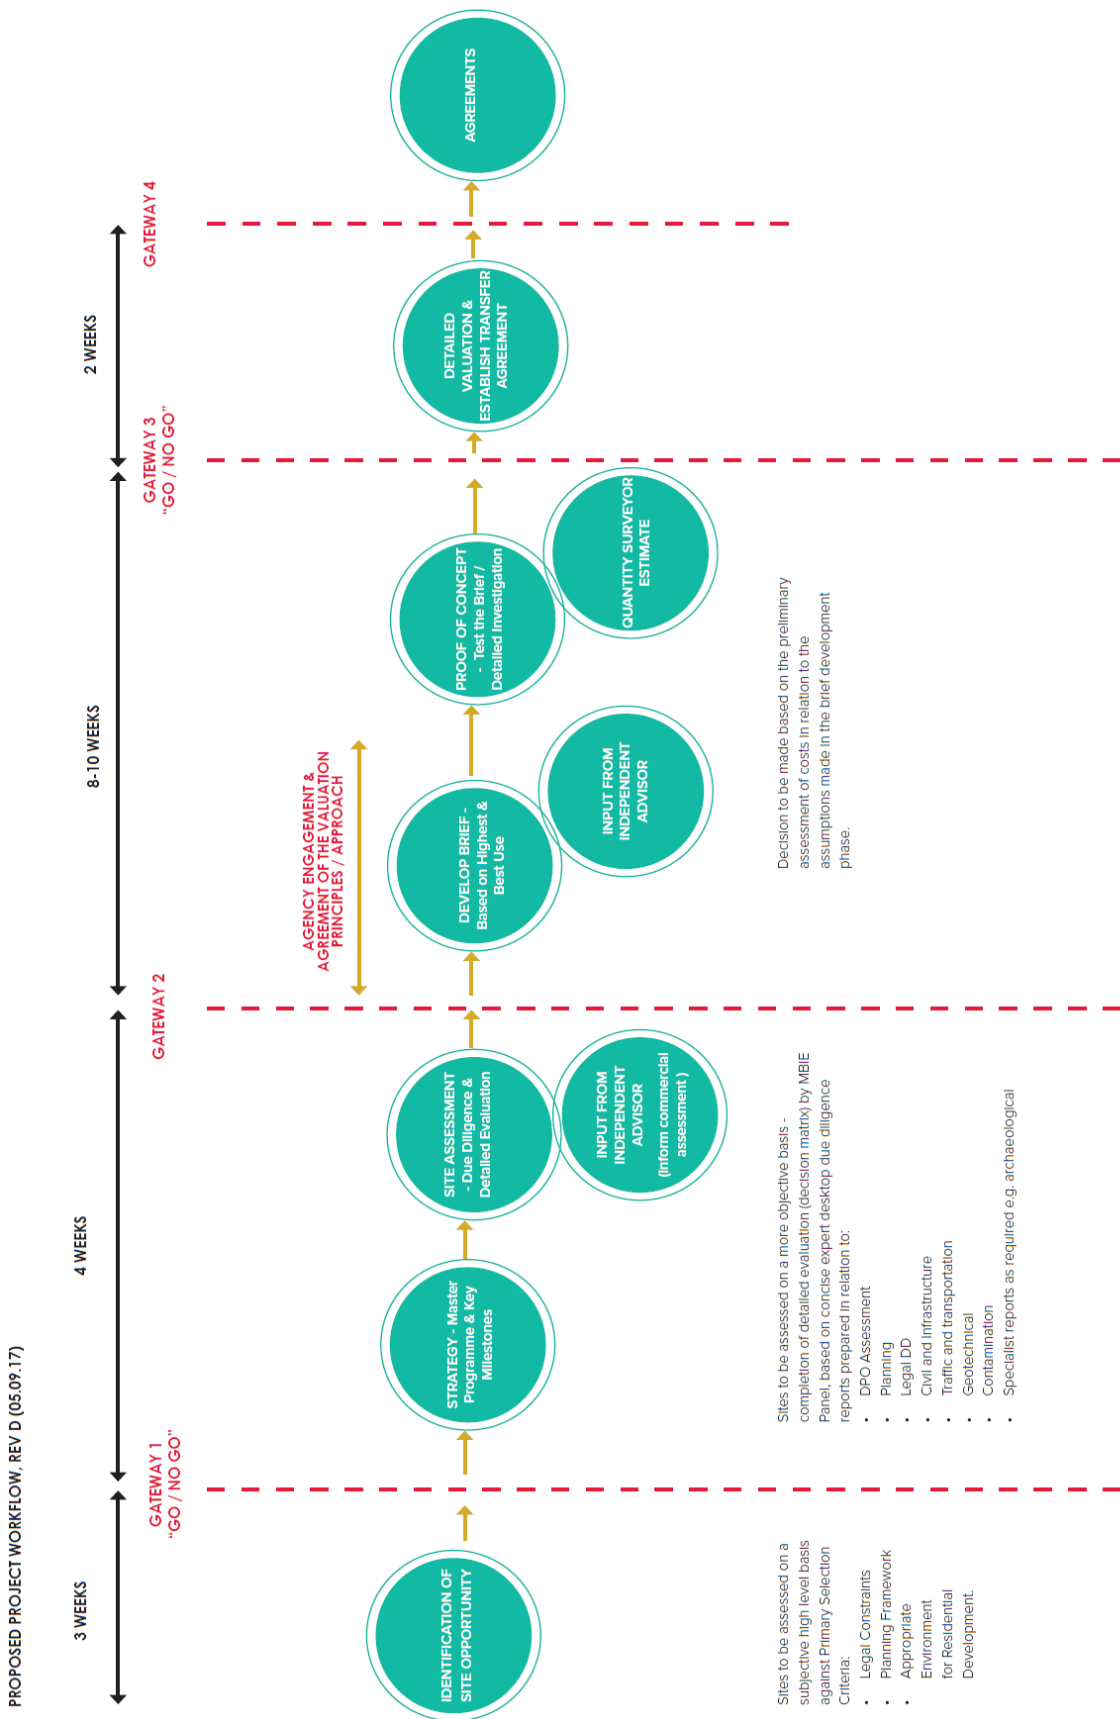 PROPOSED PROJECT WORKFLOW, REV D (05.09.17)
3 WEEKS
4 WEEKS
8-10 WEEKS
2 WEEKS
GATEWAY 1
“GO / NO GO”
GATEWAY 2
GATEWAY 3
“GO / NO GO”
GATEWAY 4
AGENCY ENGAGEMENT &
AGREEMENT OF THE VALUATION
PRINCIPLES / APPROACH
IDENTIFICATION OF
SITE OPPORTUNITY
STRATEGY - Master
Programme & Key
Milestones
SITE ASSESSMENT
- Due Diligence &
Detailed Evaluation
INPUT FROM
INDEPENDENT
ADVISOR
(Inform commercial
assessment )
DEVELOP BRIEF -
Based on Highest &
Best Use
INPUT FROM
INDEPENDENT
ADVISOR
PROOF OF CONCEPT
- Test the Brief /
Detailed Investigation
QUANTITY SURVEYOR
ESTIMATE
DETAILED
VALUATION &
ESTABLISH TRANSFER
AGREEMENT
AGREEMENTS
Sites to be assessed on a
subjective high level basis
against Primary Selection
Criteria:
• Legal Constraints
• Planning Framework
• Appropriate
Environment
for Residential
Development.
Sites to be assessed on a more objective basis -
completion of detailed evaluation (decision matrix) by MBIE
Panel, based on concise expert desktop due diligence
reports prepared in relation to:
• DPO Assessment
• Planning
• Legal DD
• Civil and Infrastructure
• Traffic and transportation
• Geotechnical
• Contamination
• Specialist reports as required e.g. archaeological
Decision to be made based on the preliminary
assessment of costs in relation to the
assumptions made in the brief development
phase.